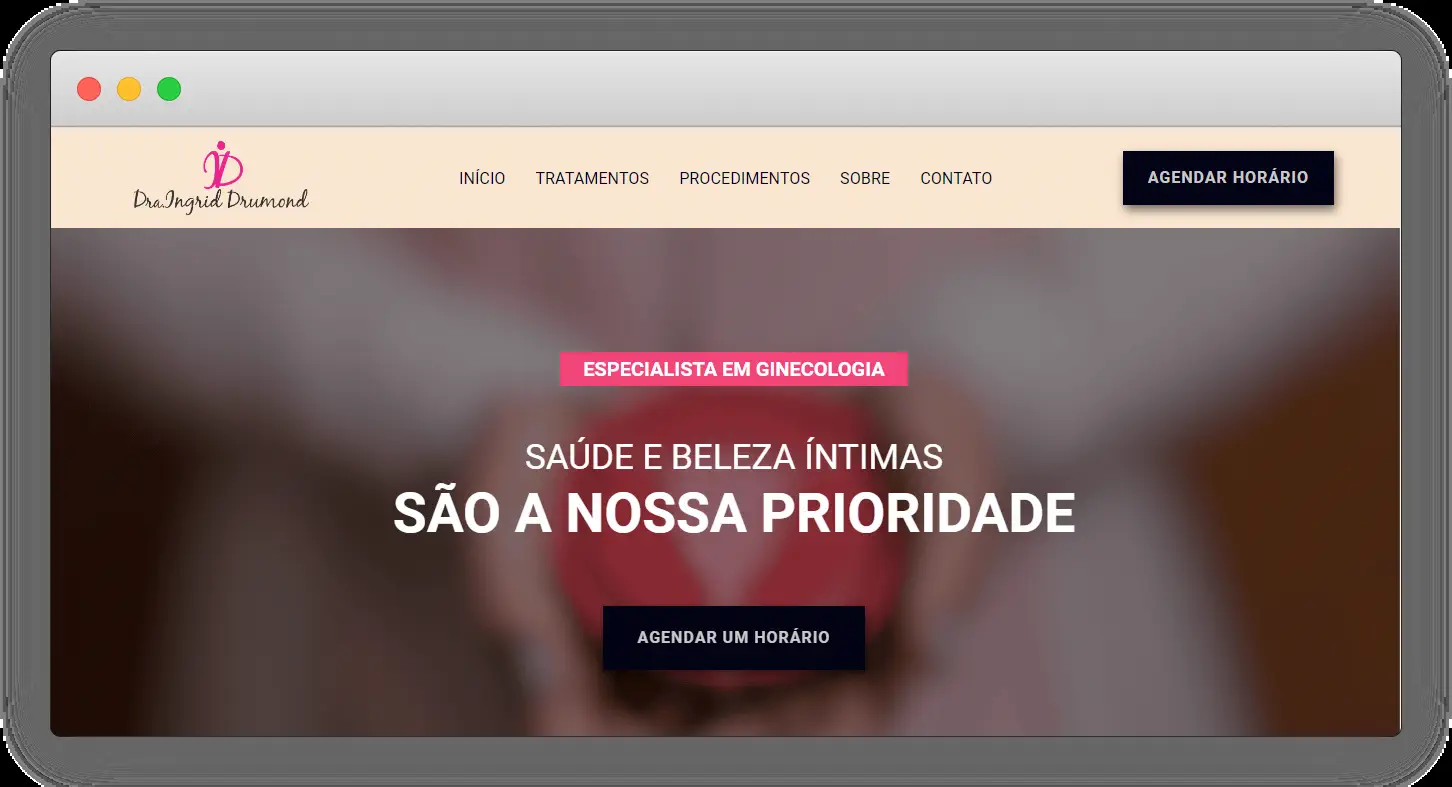 Dra.Ingrid Drumond
INÍCIO TRATAMENTOS PROCEDIMENTOS SOBRE CONTATO
AGENDAR HORÁRIO
ESPECIALISTA EM GINECOLOGIA
SAÚDE E BELEZA ÍNTIMAS
SÃO A NOSSA PRIORIDADE
AGENDAR UM HORÁRIO